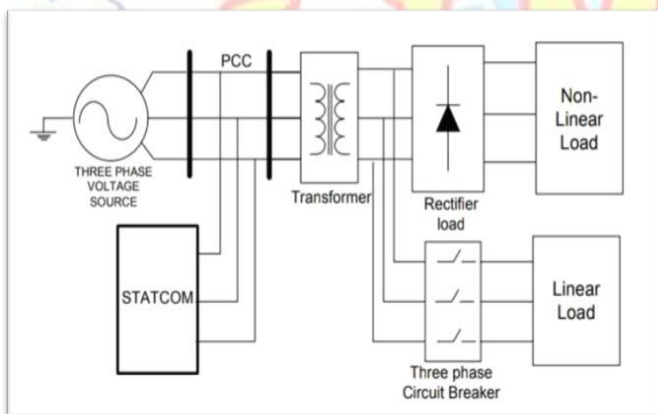 PCC
THREE PHASE
VOLTAGE
SOURCE
Transformer
Rectifier
load
Non-
Linear
Load
STATCOM
Three phase
Circuit Breaker
Linear
Load